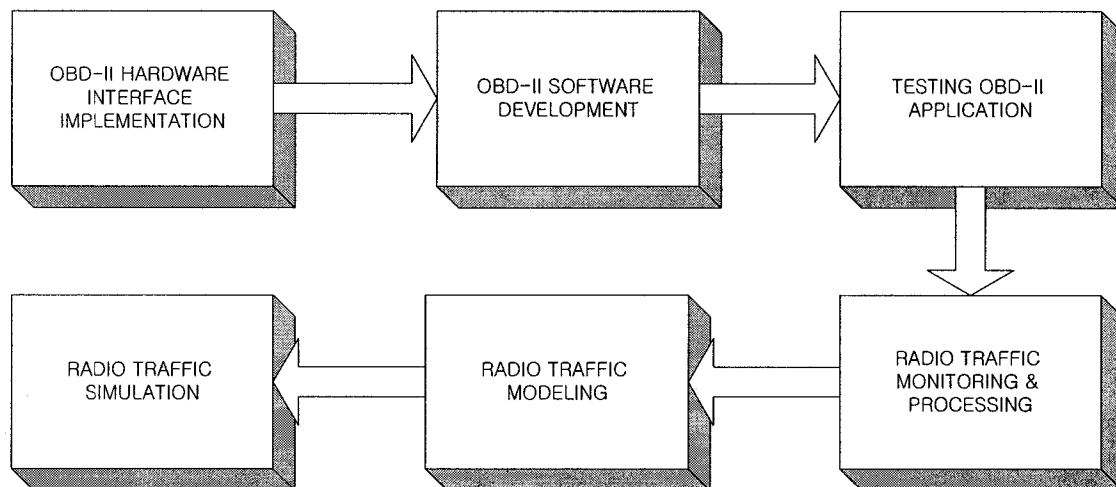 OBD-II HARDWARE
INTERFACE
IMPLEMENTATION
OBD-II SOFTWARE
DEVELOPMENT
TESTING OBD-II
APPLICATION
RADIO TRAFFIC
MONITORING &
PROCESSING
RADIO TRAFFIC
MODELING
RADIO TRAFFIC
SIMULATION